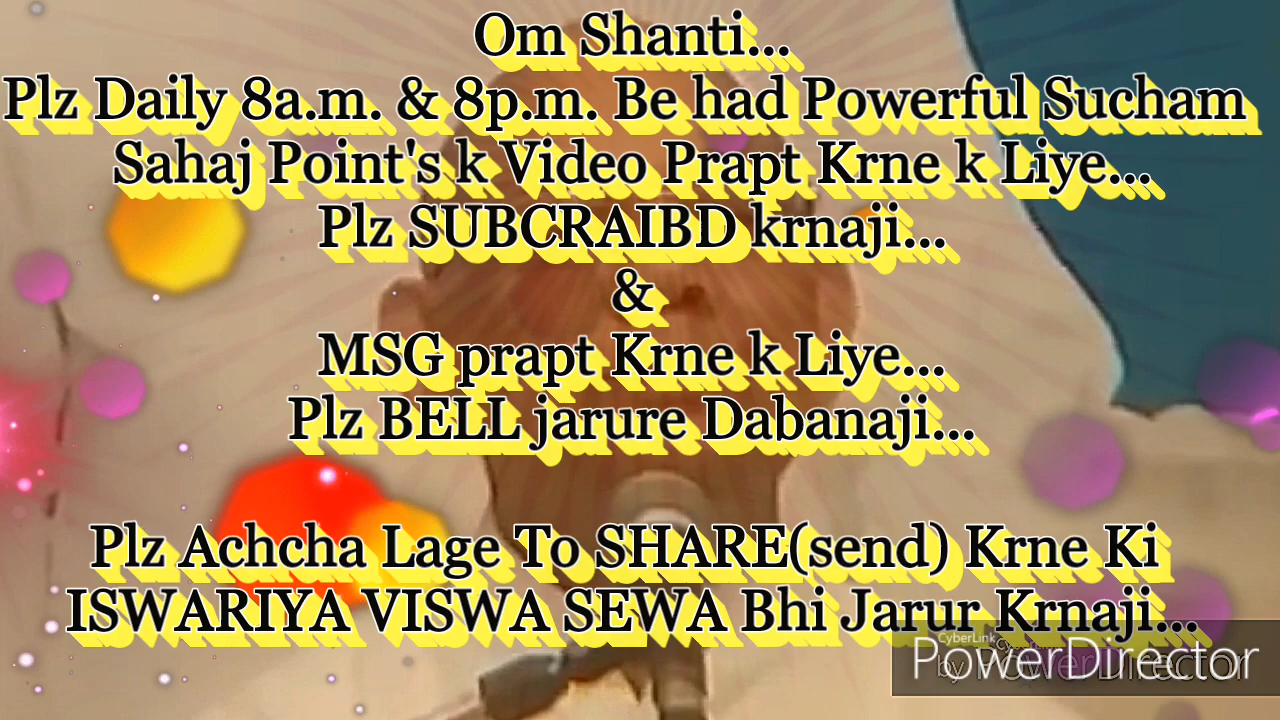 Om Shanti...
Plz Daily 8a.m. & 8p.m. Be had Powerful Sucham
Sahaj Point's k Video Prapt Krne k Liye...
Plz SUBCRAIBD krnaji...
&
MSG prapt Krne k Liye...
Plz BELL jarure Dabanaji...
Plz Achcha Lage To SHARE(send) Krne Ki
ISWARIYA VISWA SEWA Bhi Jarur Krnaji...
CyberLink
by PowerDirector